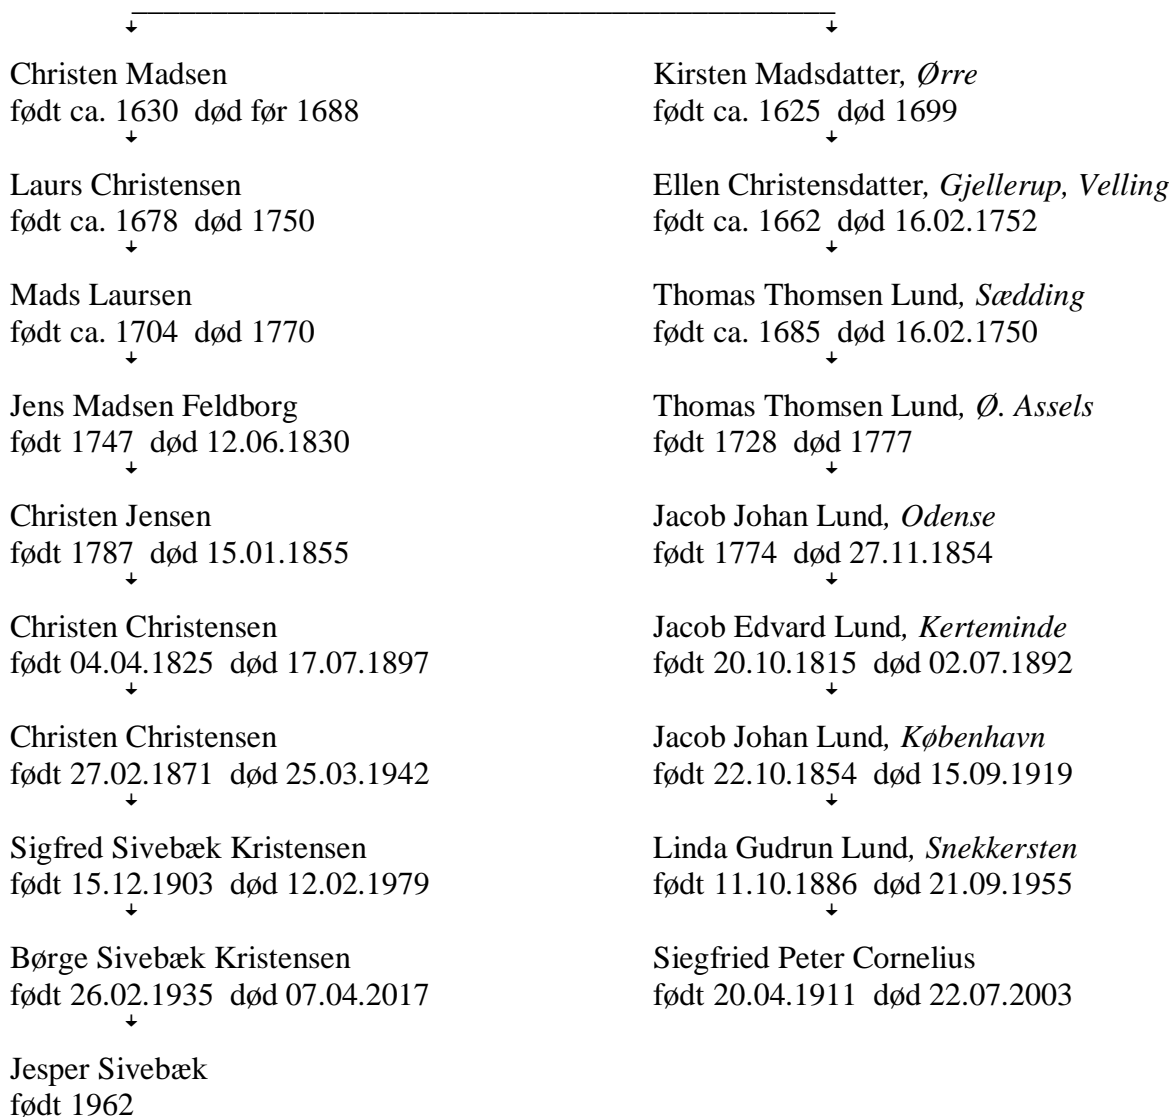 Christen Madsen
født ca. 1630 død før 1688
Laurs Christensen
født ca. 1678 død 1750
Mads Laursen
født ca. 1704 død 1770
Jens Madsen Feldborg
født 1747 død 12.06.1830
Christen Jensen
født 1787 død 15.01.1855
Christen Christensen
født 04.04.1825 død 17.07.1897
Christen Christensen
født 27.02.1871 død 25.03.1942
Sigfred Sivebæk Kristensen
født 15.12.1903 død 12.02.1979
Børge Sivebæk Kristensen
født 26.02.1935 død 07.04.2017
Jesper Sivebæk
født 1962
Kirsten Madsdatter, Ørre
født ca. 1625 død 1699
Ellen Christensdatter, Gjellerup, Velling
født ca. 1662 død 16.02.1752
Thomas Thomsen Lund, Sædding
født ca. 1685 død 16.02.1750
Thomas Thomsen Lund, Ø. Assels
født 1728 død 1777
Jacob Johan Lund, Odense
født 1774 død 27.11.1854
Jacob Edvard Lund, Kerteminde
født 20.10.1815 død 02.07.1892
Jacob Johan Lund, København
født 22.10.1854 død 15.09.1919
Linda Gudrun Lund, Snekkersten
født 11.10.1886 død 21.09.1955
Siegfried Peter Cornelius
født 20.04.1911 død 22.07.2003